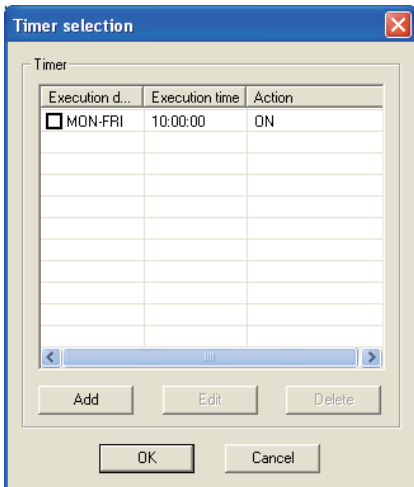 Timer selection
Timer
Execution d... Execution time Action
MON-FRI 10:00:00 ON
Add Edit Delete
OK Cancel